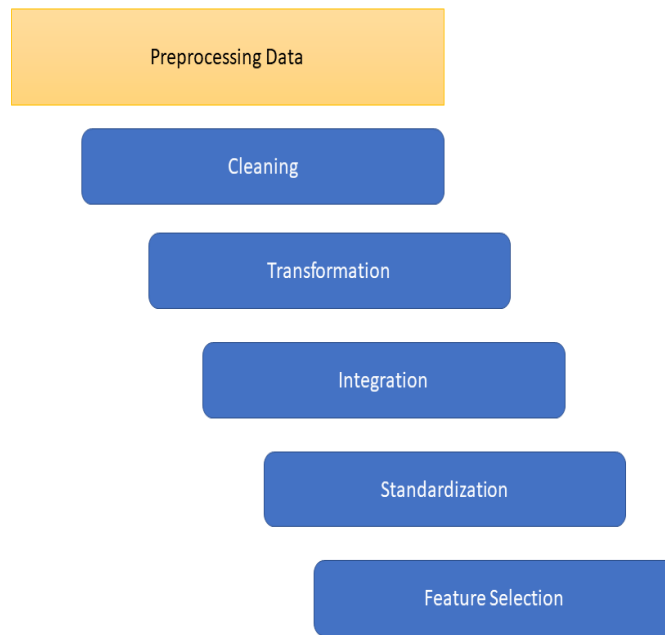 Preprocessing Data
Cleaning
Transformation
Integration
Standardization
Feature Selection